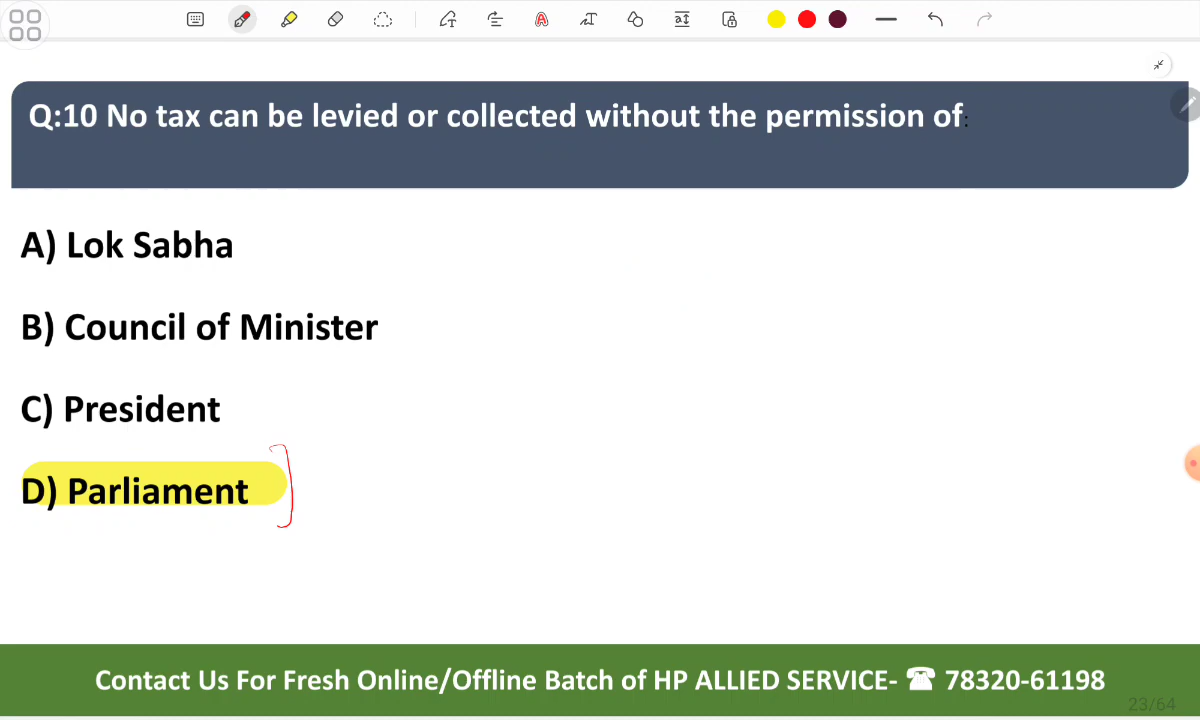 Q:10 No tax can be levied or collected without the permission of:
A) Lok Sabha
B) Council of Minister
C) President
D) Parliament
Contact Us For Fresh Online/Offline Batch of HP ALLIED SERVICE- ☎ 78320-61198
23/64